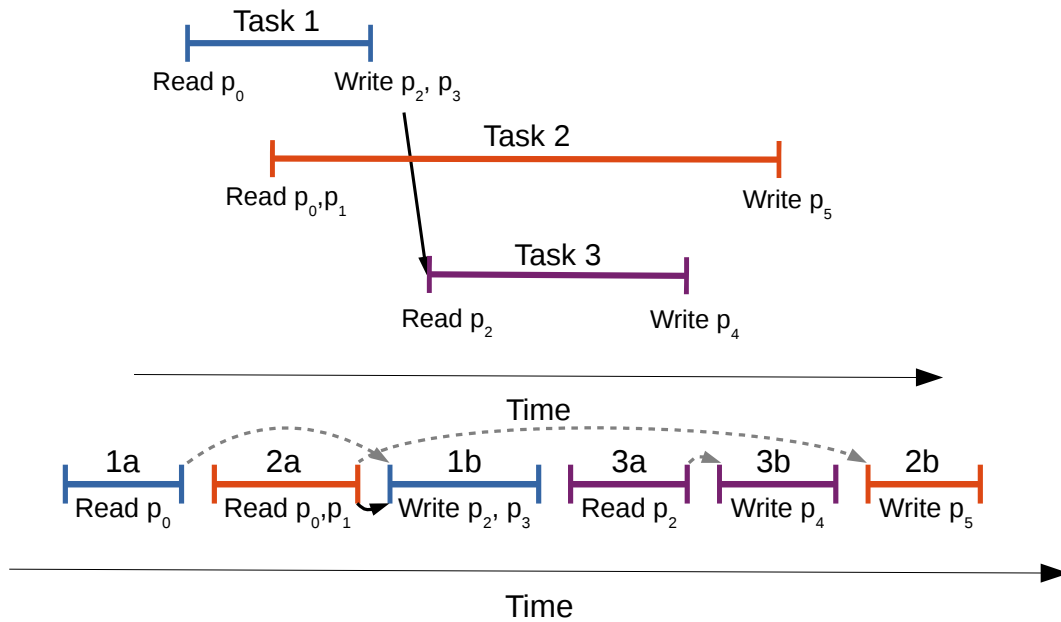 Task 1
Read p₀
Write p₂, p₃
Task 2
Read p₀,p₁
Write p₅
Task 3
Read p₂
Write p₄
Time
1a
2a
1b
3a
3b
2b
Read p₀
Read p₀,p₁
Write p₂, p₃
Read p₂
Write p₄
Write p₅
Time